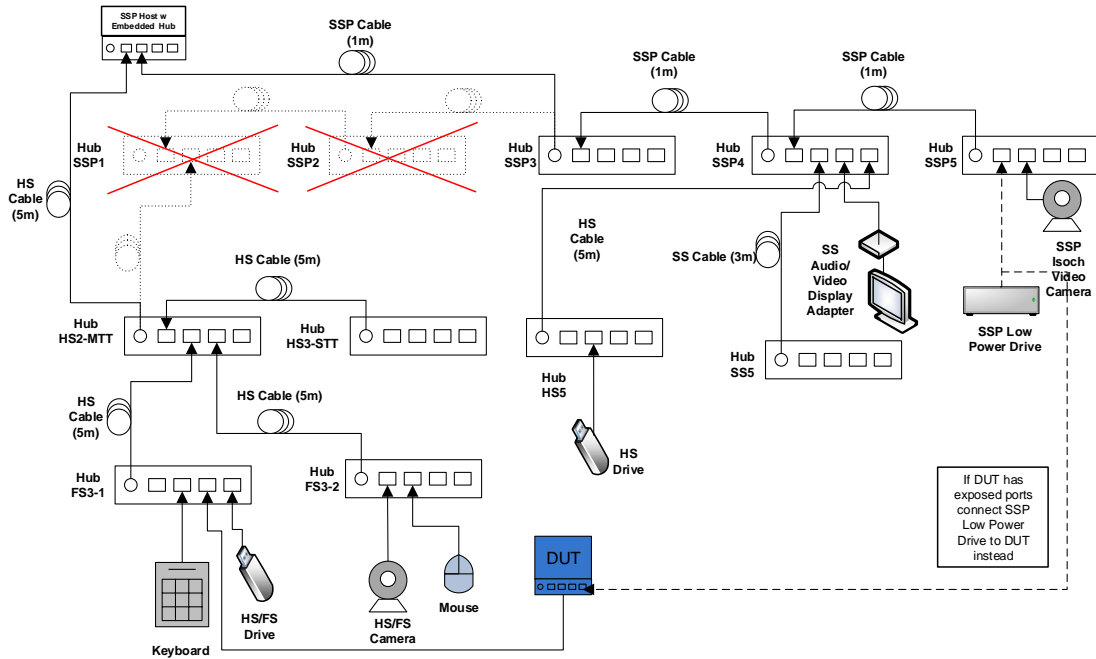 SSP Host w
Embedded Hub
SSP Cable
(1m)
SSP Cable
(1m)
SSP Cable
(1m)
Hub
SSP1
Hub
SSP2
Hub
SSP3
Hub
SSP4
Hub
SSP5
HS
Cable
(5m)
HS Cable (5m)
HS
Cable
(5m)
SS Cable (3m)
SS
Audio/
Video
Display
Adapter
SSP
Isoch
Video
Camera
SSP Low
Power Drive
Hub
HS2-MTT
Hub
HS3-STT
Hub
HS5
Hub
SS5
HS
Cable
(5m)
HS Cable (5m)
HS
Drive
Hub
FS3-1
Hub
FS3-2
If DUT has
exposed ports
connect SSP
Low Power
Drive to DUT
instead
DUT
Keyboard
HS/FS
Drive
HS/FS
Camera
Mouse